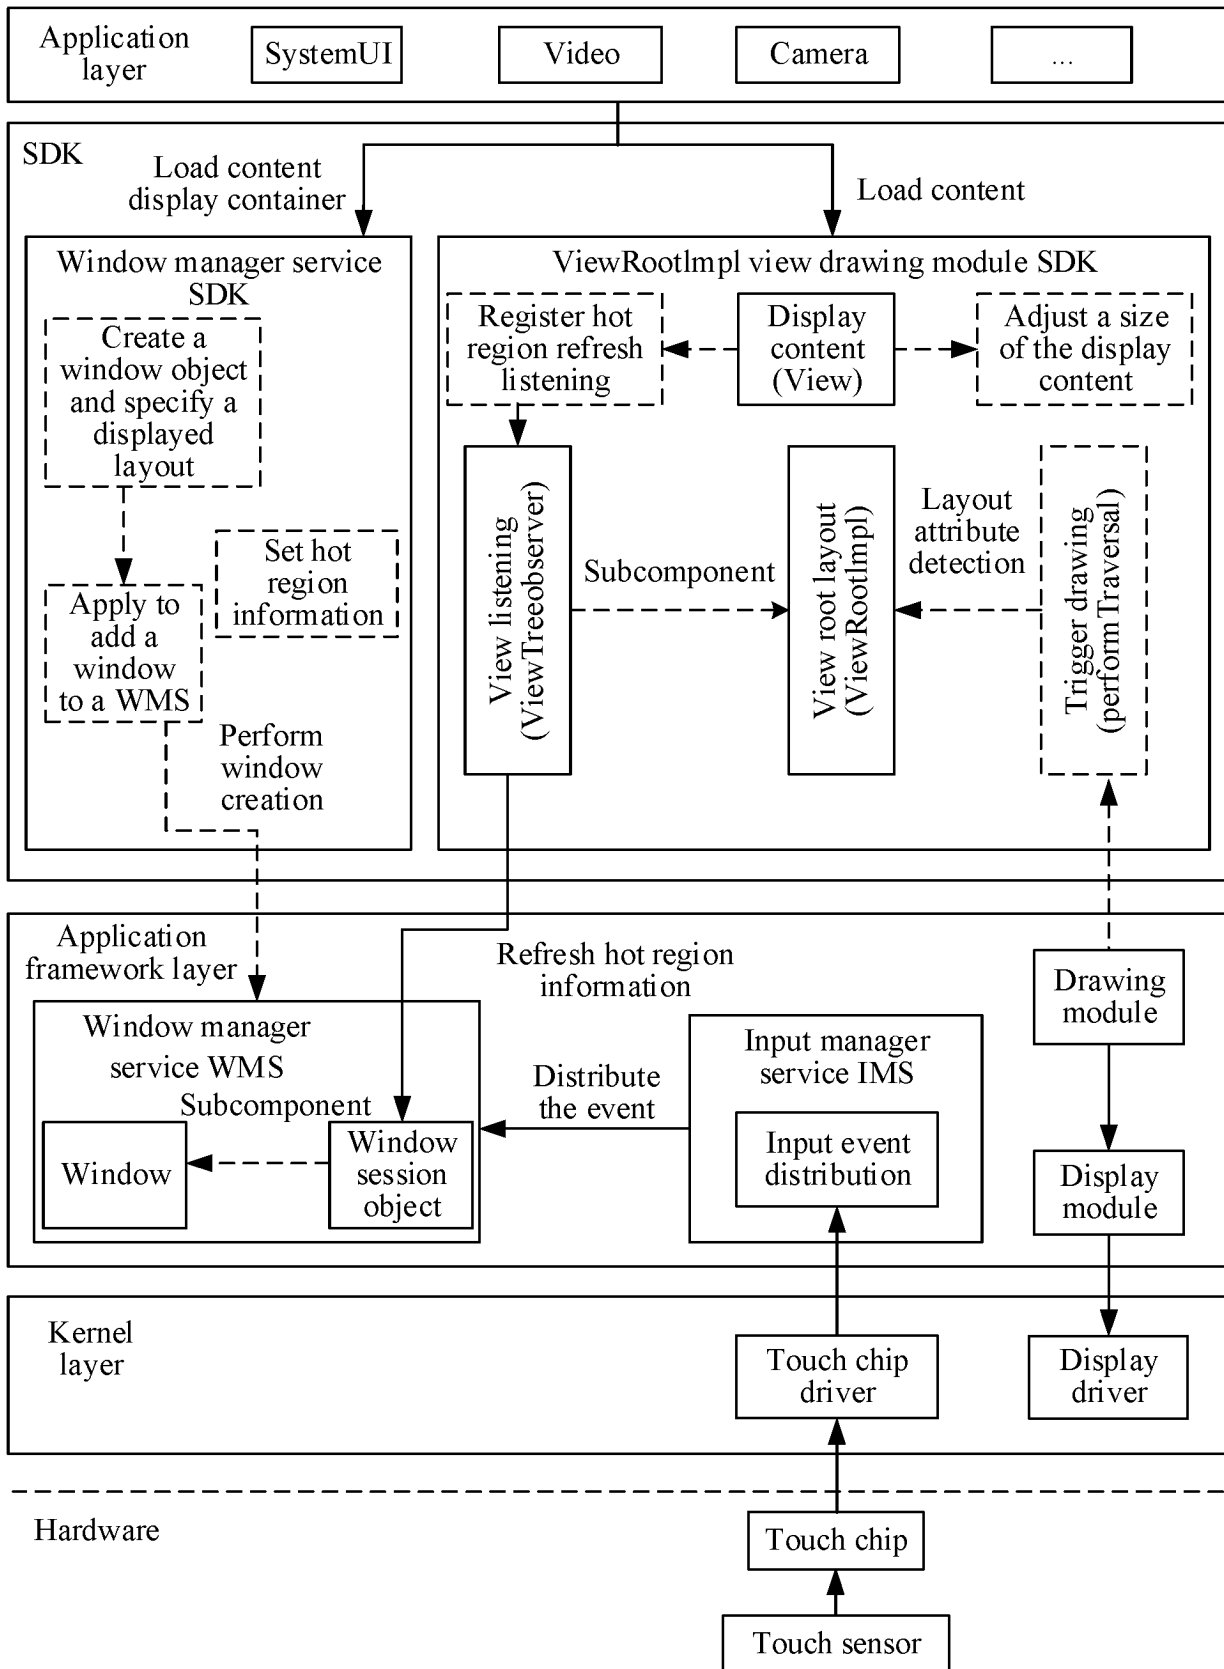 Application
layer
SystemUI
Video
Camera
...
SDK
Load content
display container
Load content
Window manager service
SDK
Create a
window object
and specify a
displayed
layout
Set hot
region
information
Apply to
add a
window
to a WMS
Perform
window
creation
ViewRootlmpl view drawing module SDK
Register hot
region refresh
listening
Display
content
(View)
Adjust a size
of the display
content
View listening
(ViewTreeobserver)
Subcomponent
View root layout
(ViewRootlmpl)
Layout
attribute
detection
Trigger drawing
(performTraversal)
Application
framework layer
Refresh hot region
information
Window manager
service WMS
Subcomponent
Window
Window
session
object
Distribute
the event
Input manager
service IMS
Input event
distribution
Drawing
module
Display
module
Kernel
layer
Touch chip
driver
Display
driver
Hardware
Touch chip
Touch sensor